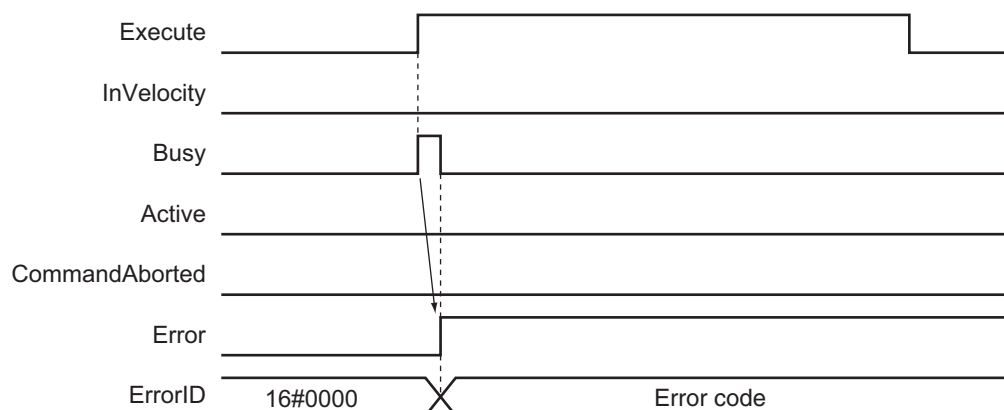 Execute
InVelocity
Busy
Active
CommandAborted
Error
ErrorID 16#0000 Error code